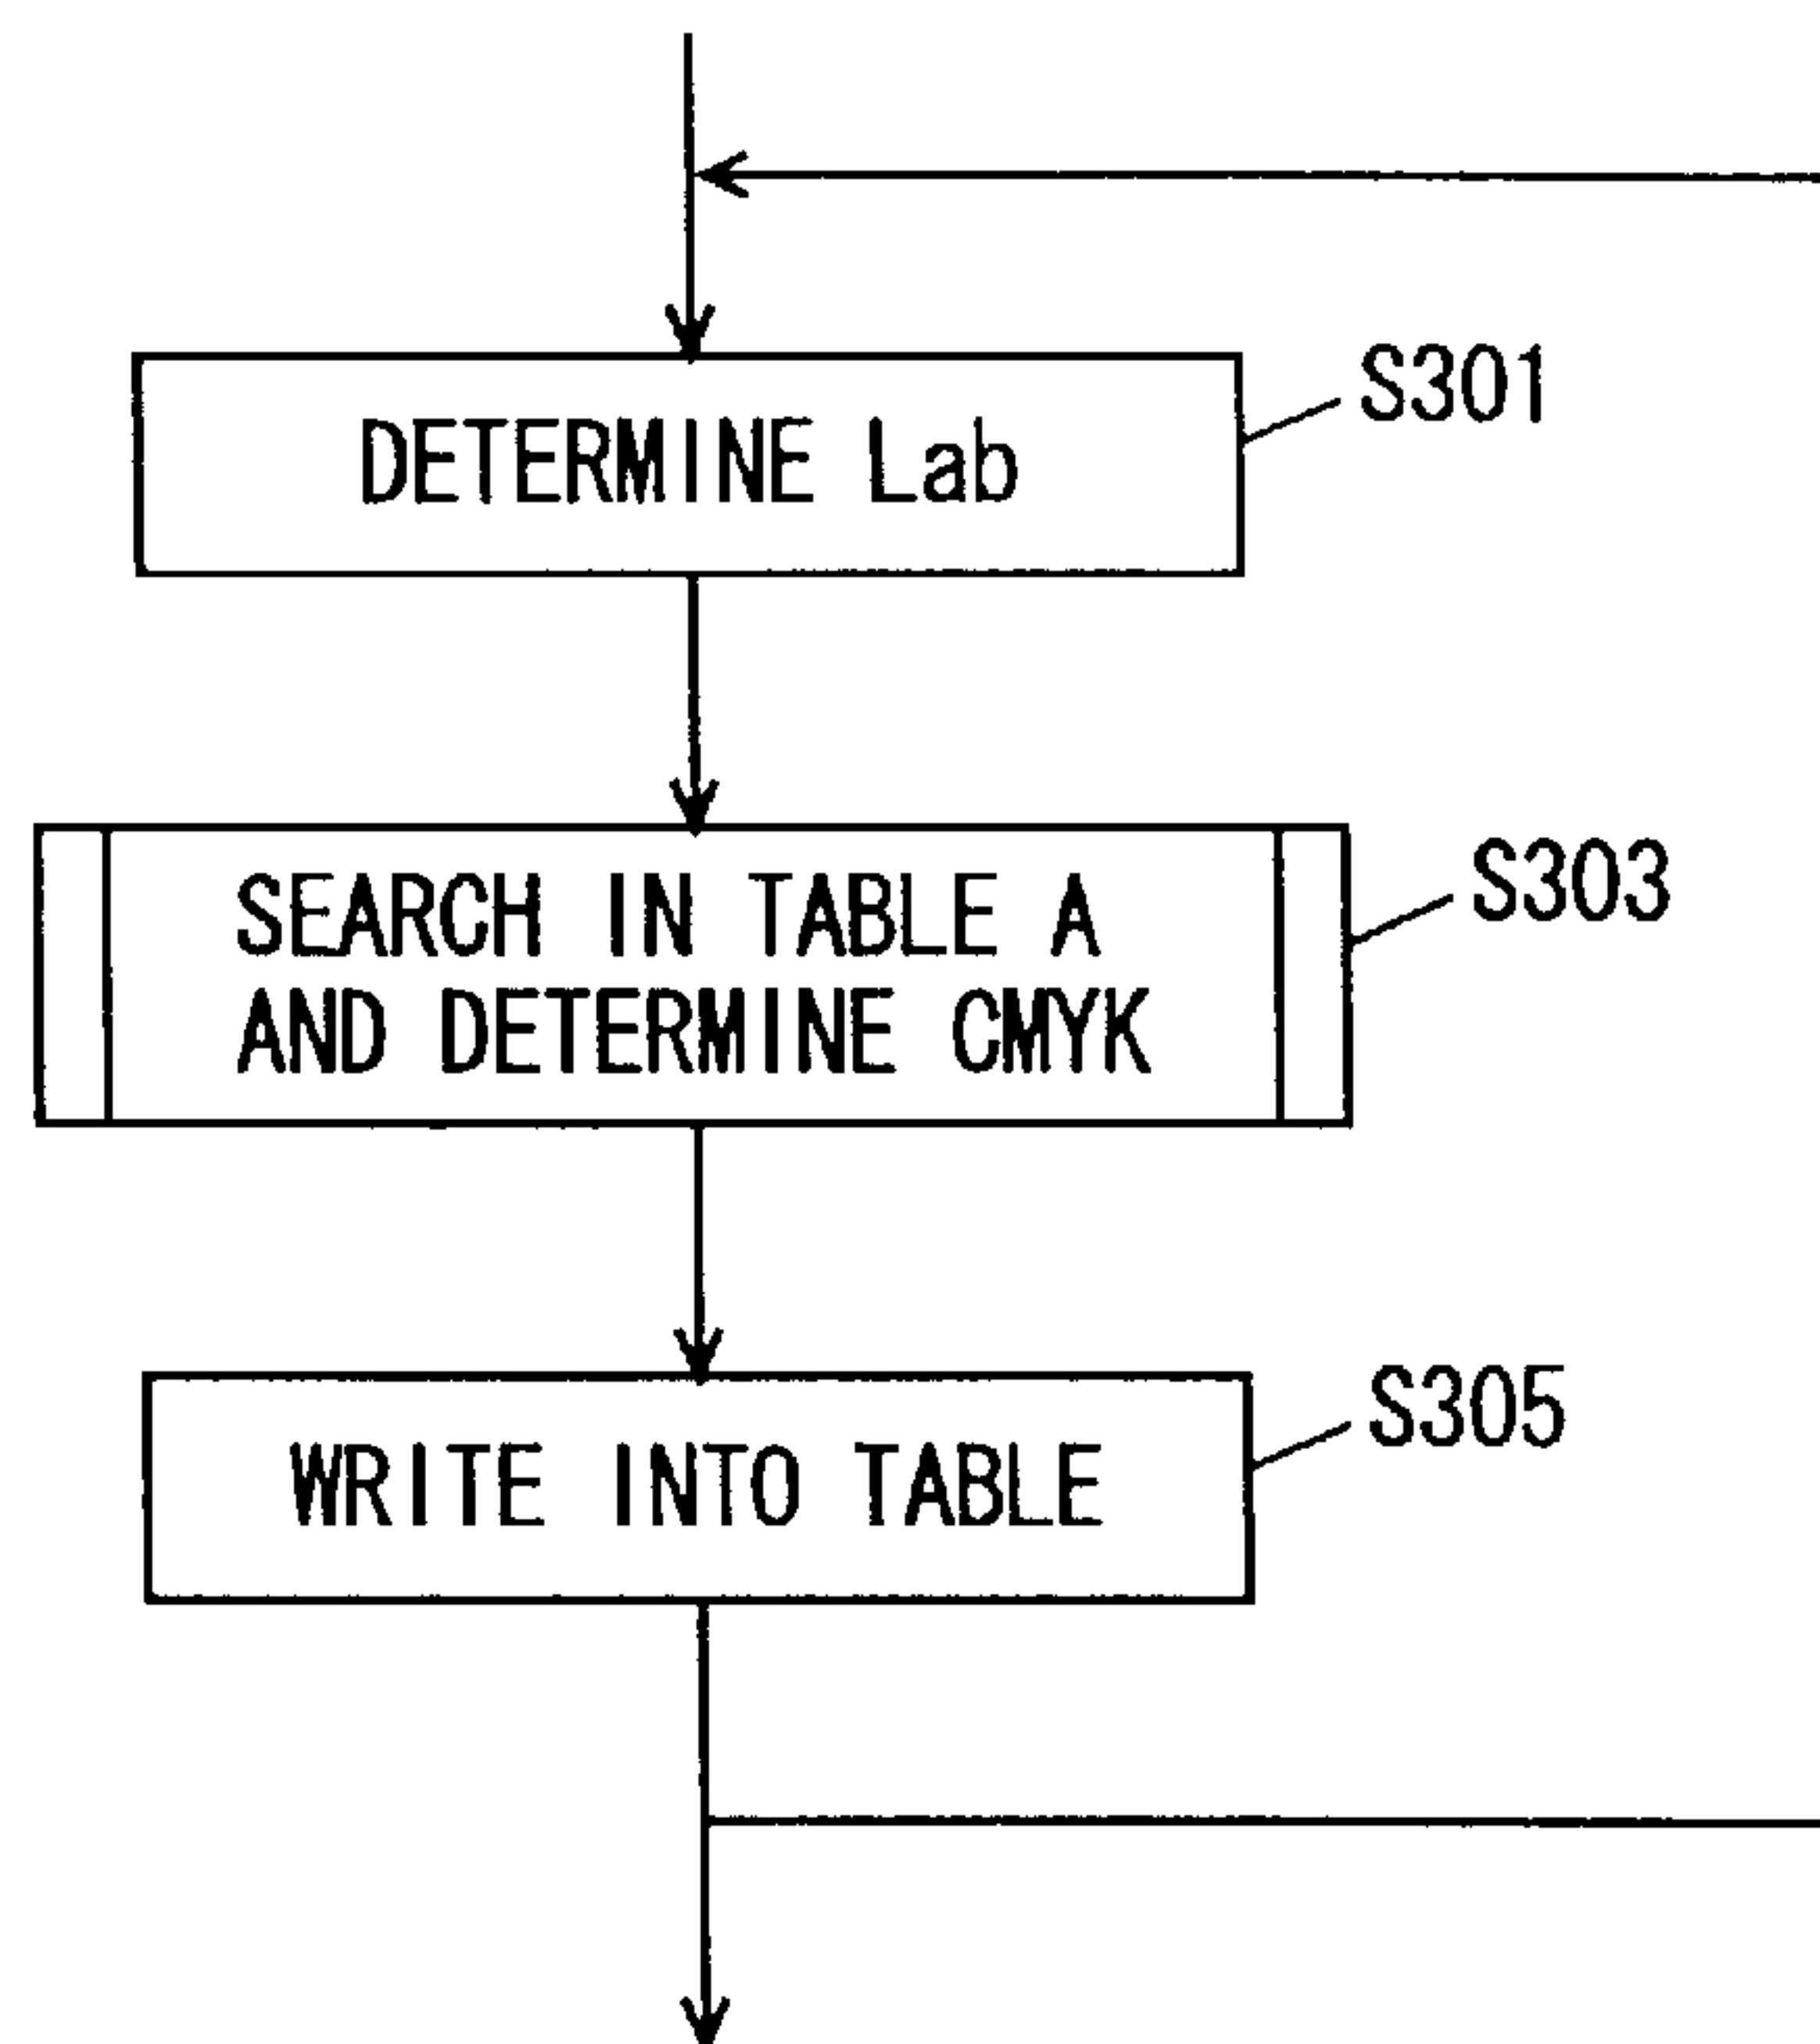 DETERMINE Lab
S301
SEARCH IN TABLE A
AND DETERMINE CMYK
S303
WRITE INTO TABLE
S305